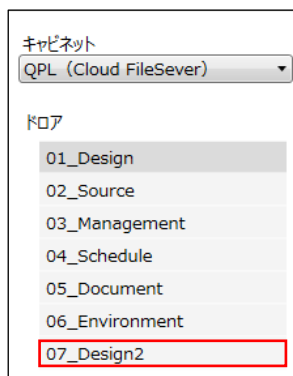 キャビネット
QPL（Cloud FileSever）
ドロア
01_Design
02_Source
03_Management
04_Schedule
05_Document
06_Environment
07_Design2